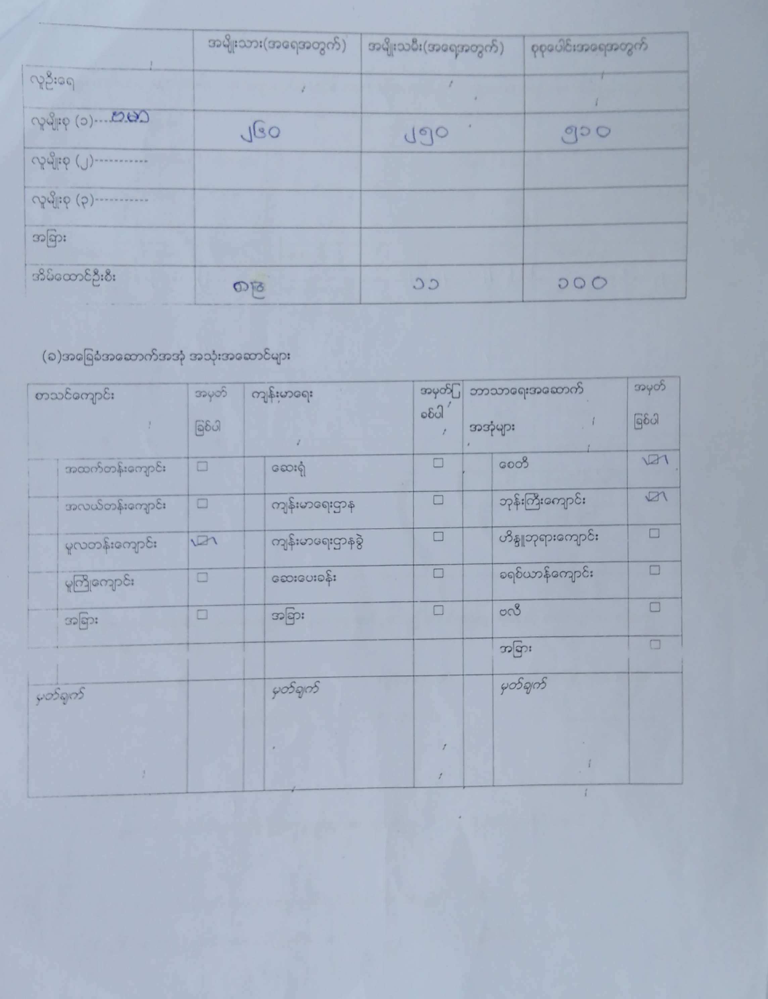 အမျိုးသား(အရေအတွက်) အမျိုးသမီး(အရေအတွက်) စုစုပေါင်းအရေအတွက်
လူဦးရေ
လူမျိုးစု (၁)----ဗမာ ၂၆၀ ၂၅၀ ၅၁၀
လူမျိုးစု (၂)-----------
လူမျိုးစု (၃)-----------
အခြား
အိမ်ထောင်ဦးစီး ၈၉ ၁၁ ၁၀၀
(ခ)အခြေခံအဆောက်အအုံ အသုံးအဆောင်များ
စာသင်ကျောင်း အမှတ် ကျန်းမာရေး အမှတ်ြ ဘာသာရေးအဆောက် အမှတ်
ခြစ်ပါ ခစ်ပါ အအုံများ ခြစ်ပါ
အထက်တန်းကျောင်း ☐ ဆေးရုံ ☐ စေတီ ☑
အလယ်တန်းကျောင်း ☐ ကျန်းမာရေးဌာန ☐ ဘုန်းကြီးကျောင်း ☑
မူလတန်းကျောင်း ☑ ကျန်းမာရေးဌာနခွဲ ☐ ဟိန္ဒူဘုရားကျောင်း ☐
မူကြိုကျောင်း ☐ ဆေးပေးခန်း ☐ ခရစ်ယာန်ကျောင်း ☐
အခြား ☐ အခြား ☐ ဗလီ ☐
အခြား ☐
မှတ်ချက် မှတ်ချက် မှတ်ချက်